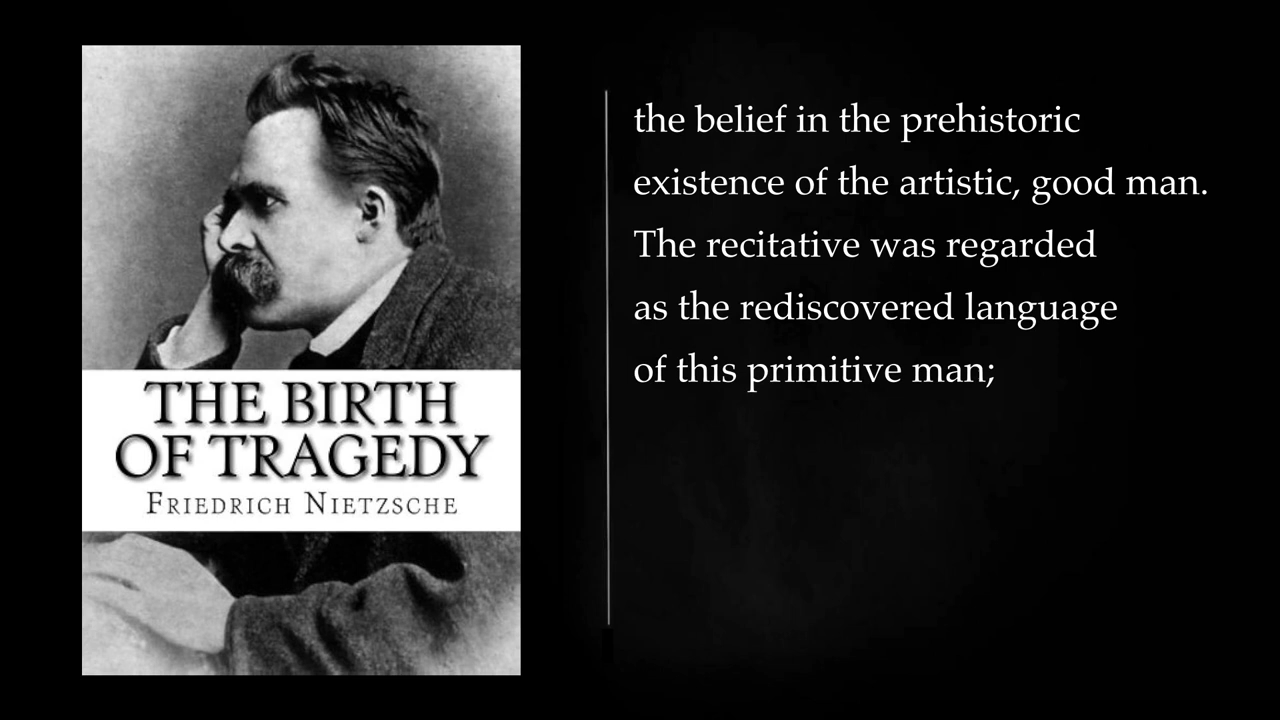 THE BIRTH
OF TRAGEDY
FRIEDRICH NIETZSCHE
the belief in the prehistoric
existence of the artistic, good man.
The recitative was regarded
as the rediscovered language
of this primitive man;